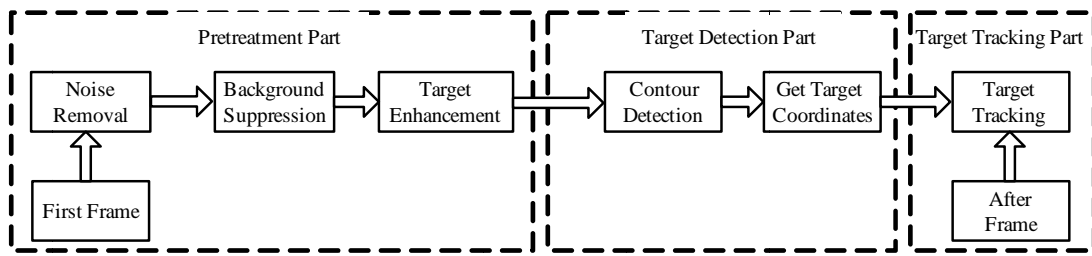 Pretreatment Part
Noise
Removal
Background
Suppression
Target
Enhancement
First Frame
Target Detection Part
Contour
Detection
Get Target
Coordinates
Target Tracking Part
Target
Tracking
After
Frame